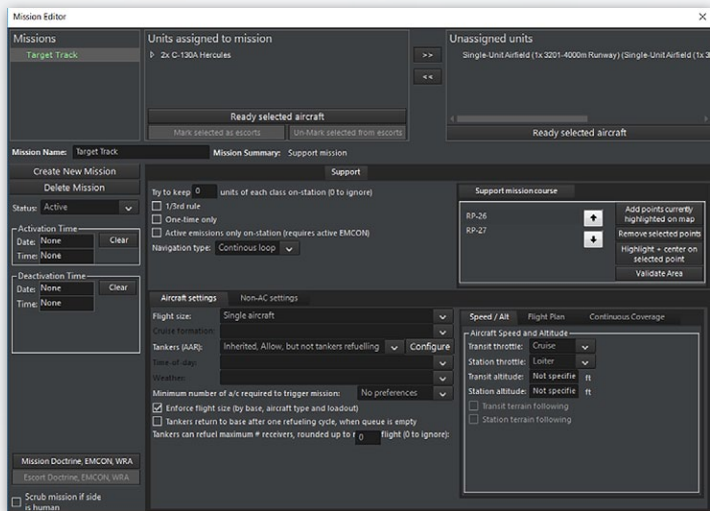 Mission Editor
Missions
Target Track
Units assigned to mission
2x C-130A Hercules
Ready selected aircraft
Mark selected as escorts
Un-Mark selected from escorts
>>
<<
Unassigned units
Single-Unit Airfield (1x 3201-4000m Runway) (Single-Unit Airfield (1x 3
Ready selected aircraft
Mission Name: Target Track
Mission Summary: Support mission
Create New Mission
Delete Mission
Status: Active
Activation Time
Date: None Clear
Time: None
Deactivation Time
Date: None Clear
Time: None
Mission Doctrine, EMCON, WRA
Escort Doctrine, EMCON, WRA
Scrub mission if side
is human
Support
Try to keep 0 units of each class on-station (0 to ignore)
1/3rd rule
One-time only
Active emissions only on-station (requires active EMCON)
Navigation type: Continous loop
Support mission course
RP-26
RP-27
Add points currently
highlighted on map
Remove selected points
Highlight + center on
selected point
Validate Area
Aircraft settings
Non-AC settings
Flight size: Single aircraft
Cruise formation:
Tankers (AAR): Inherited, Allow, but not tankers refuelling Configure
Time-of-day:
Weather:
Minimum number of a/c required to trigger mission: No preferences
Enforce flight size (by base, aircraft type and loadout)
Tankers return to base after one refueling cycle, when queue is empty
Tankers can refuel maximum # receivers, rounded up to 0 flight (0 to ignore):
Speed / Alt
Flight Plan
Continuous Coverage
Aircraft Speed and Altitude
Transit throttle: Cruise
Station throttle: Loiter
Transit altitude: Not specifie ft
Station altitude: Not specifie ft
Transit terrain following
Station terrain following